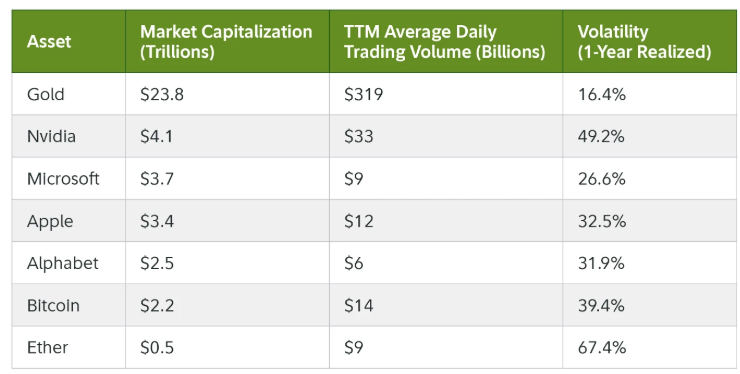 Asset Market Capitalization (Trillions) TTM Average Daily Trading Volume (Billions) Volatility (1-Year Realized)
Gold $23.8 $319 16.4%
Nvidia $4.1 $33 49.2%
Microsoft $3.7 $9 26.6%
Apple $3.4 $12 32.5%
Alphabet $2.5 $6 31.9%
Bitcoin $2.2 $14 39.4%
Ether $0.5 $9 67.4%